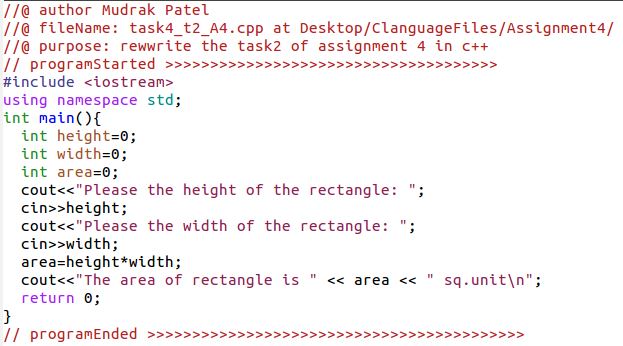 //@ author Mudrak Patel
//@ fileName: task4_t2_A4.cpp at Desktop/ClanguageFiles/Assignment4/
//@ purpose: rewwrite the task2 of assignment 4 in c++
// programStarted >>>>>>>>>>>>>>>>>>>>>>>>>>>>>>>>>>>>>
#include <iostream>
using namespace std;
int main(){
  int height=0;
  int width=0;
  int area=0;
  cout<<"Please the height of the rectangle: ";
  cin>>height;
  cout<<"Please the width of the rectangle: ";
  cin>>width;
  area=height*width;
  cout<<"The area of rectangle is " << area << " sq.unit\n";
  return 0;
}
// programEnded >>>>>>>>>>>>>>>>>>>>>>>>>>>>>>>>>>>>>>>>>>